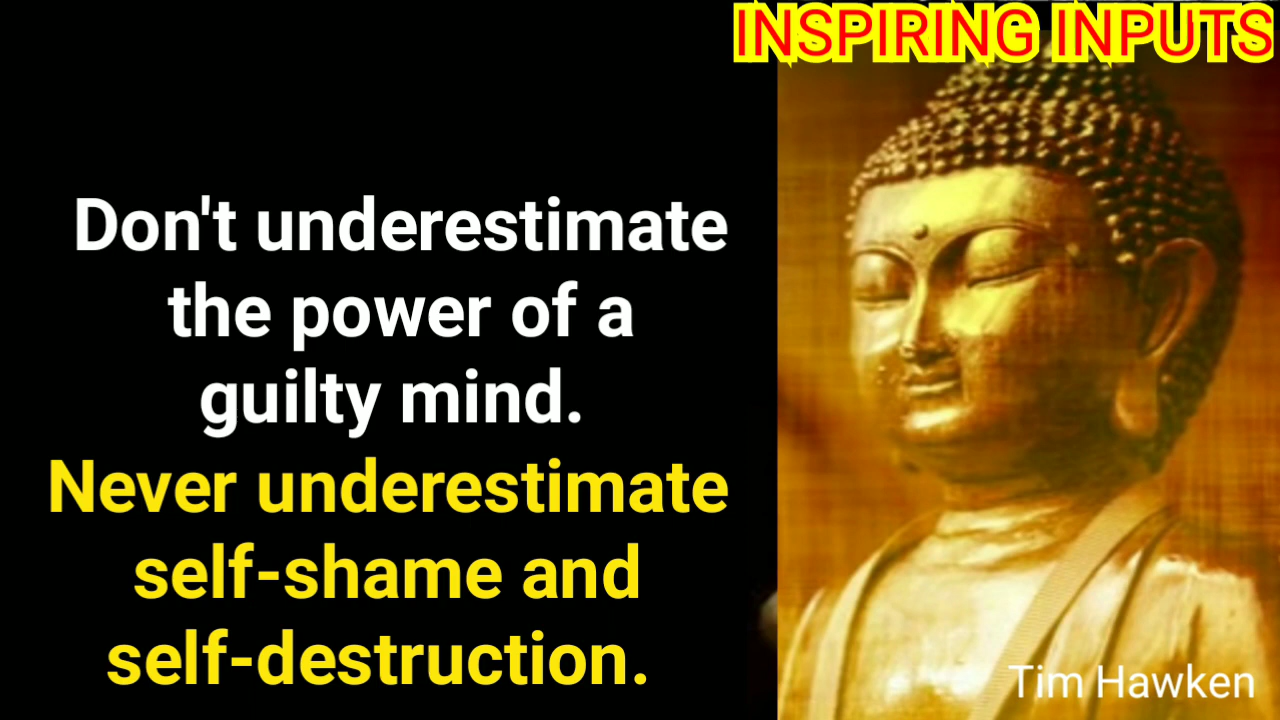 INSPIRING INPUTS
Don't underestimate
the power of a
guilty mind.
Never underestimate
self-shame and
self-destruction.
Tim Hawken